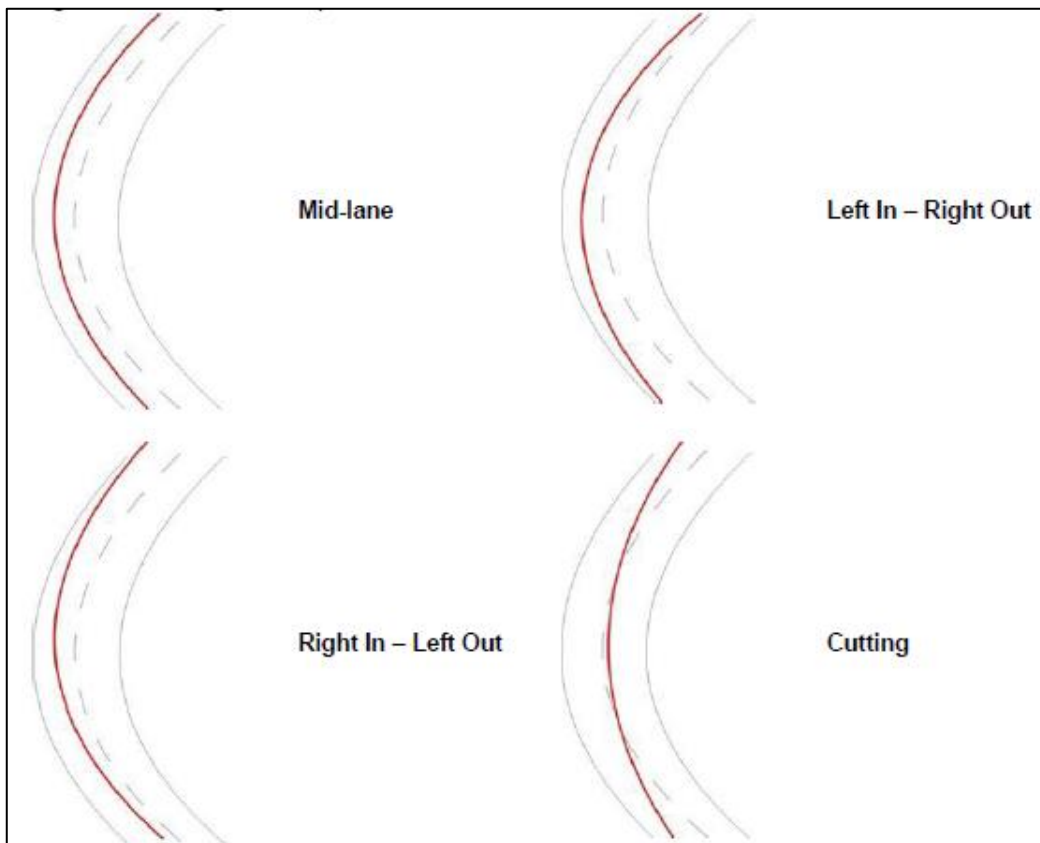 Mid-lane
Left In – Right Out
Right In – Left Out
Cutting